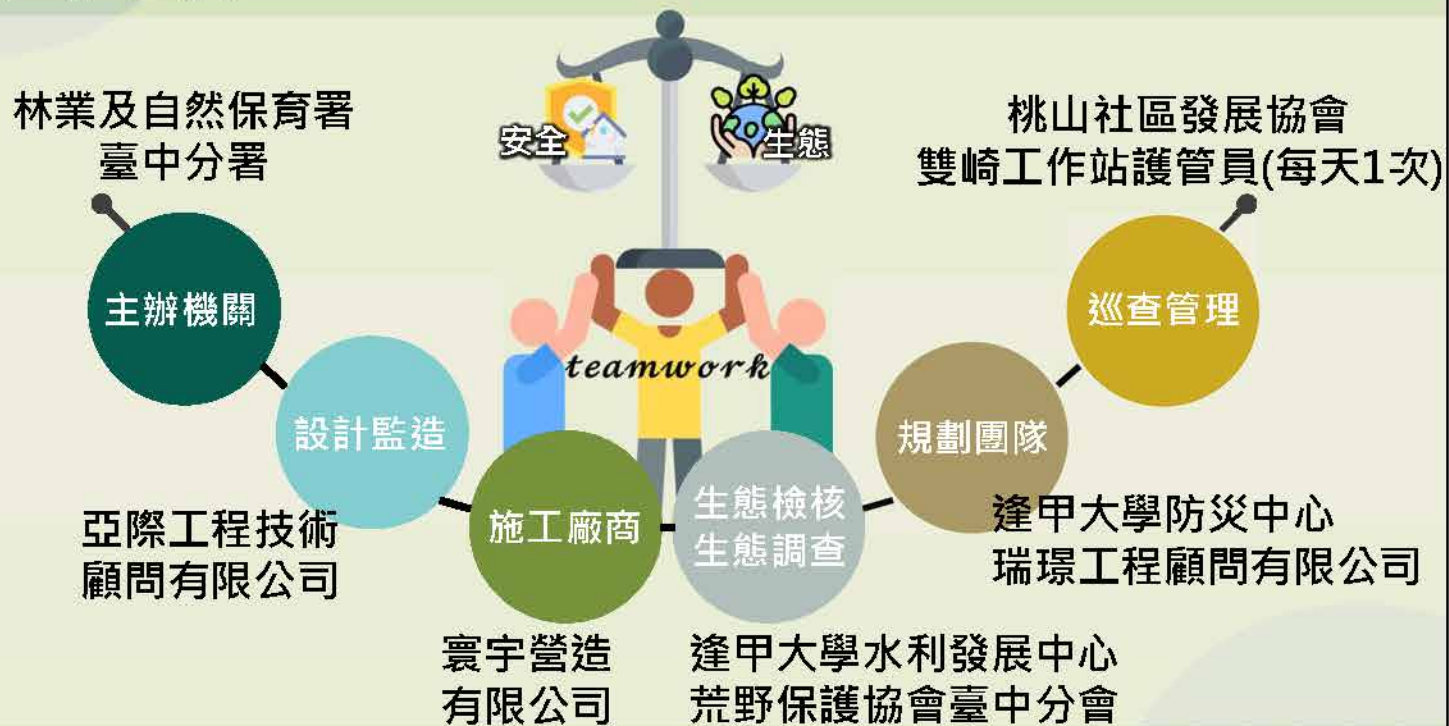 安全
生態
林業及自然保育署
臺中分署
主辦機關
teamwork
設計監造
亞際工程技術
顧問有限公司
施工廠商
寰宇營造
有限公司
生態檢核
生態調查
逢甲大學水利發展中心
荒野保護協會臺中分會
規劃團隊
逢甲大學防災中心
瑞璟工程顧問有限公司
巡查管理
桃山社區發展協會
雙崎工作站護管員(每天1次)